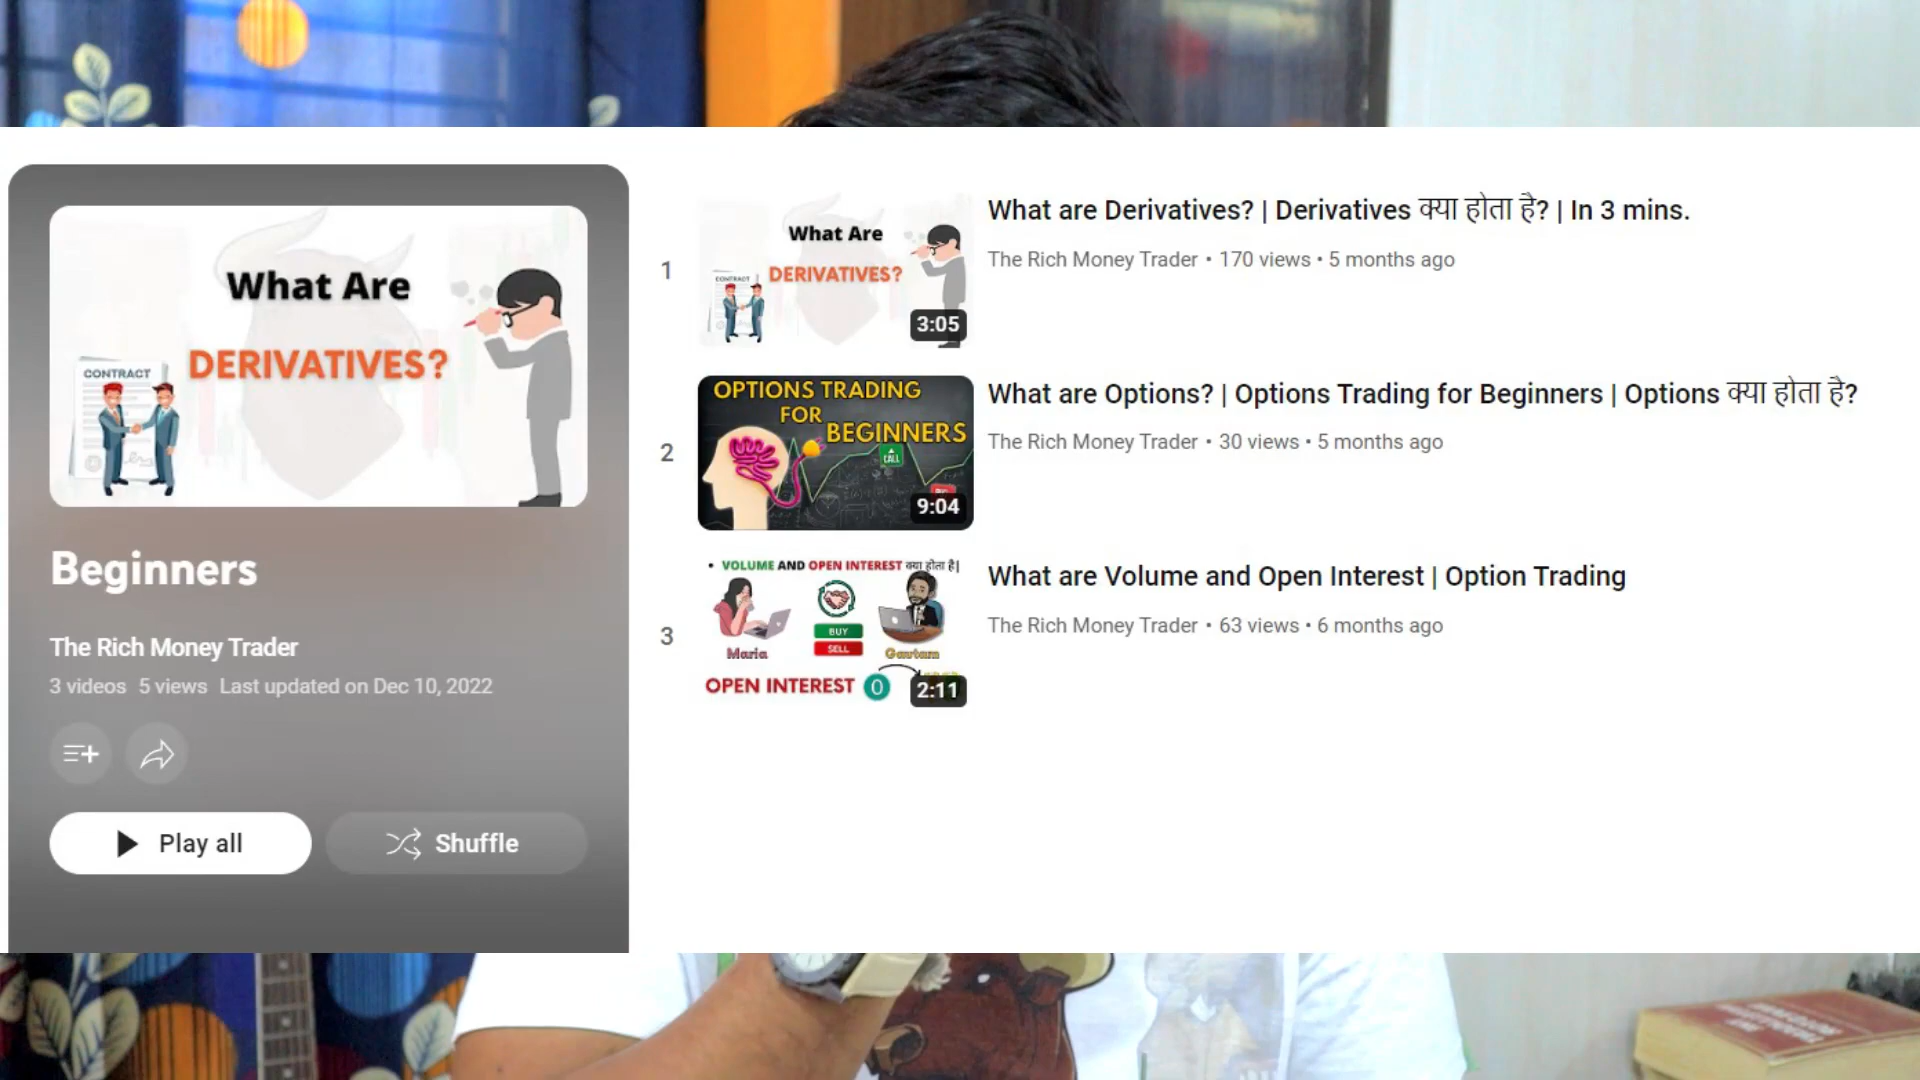 What Are
DERIVATIVES?
CONTRACT
Beginners
The Rich Money Trader
3 videos 5 views Last updated on Dec 10, 2022
Play all
Shuffle
1
What Are
DERIVATIVES?
CONTRACT
3:05
What are Derivatives? | Derivatives क्या होता है? | In 3 mins.
The Rich Money Trader • 170 views • 5 months ago
2
OPTIONS TRADING
FOR
BEGINNERS
CALL
9:04
What are Options? | Options Trading for Beginners | Options क्या होता है?
The Rich Money Trader • 30 views • 5 months ago
3
• VOLUME AND OPEN INTEREST क्या होता है|
BUY
SELL
Maria
Gautam
OPEN INTEREST 0
2:11
What are Volume and Open Interest | Option Trading
The Rich Money Trader • 63 views • 6 months ago